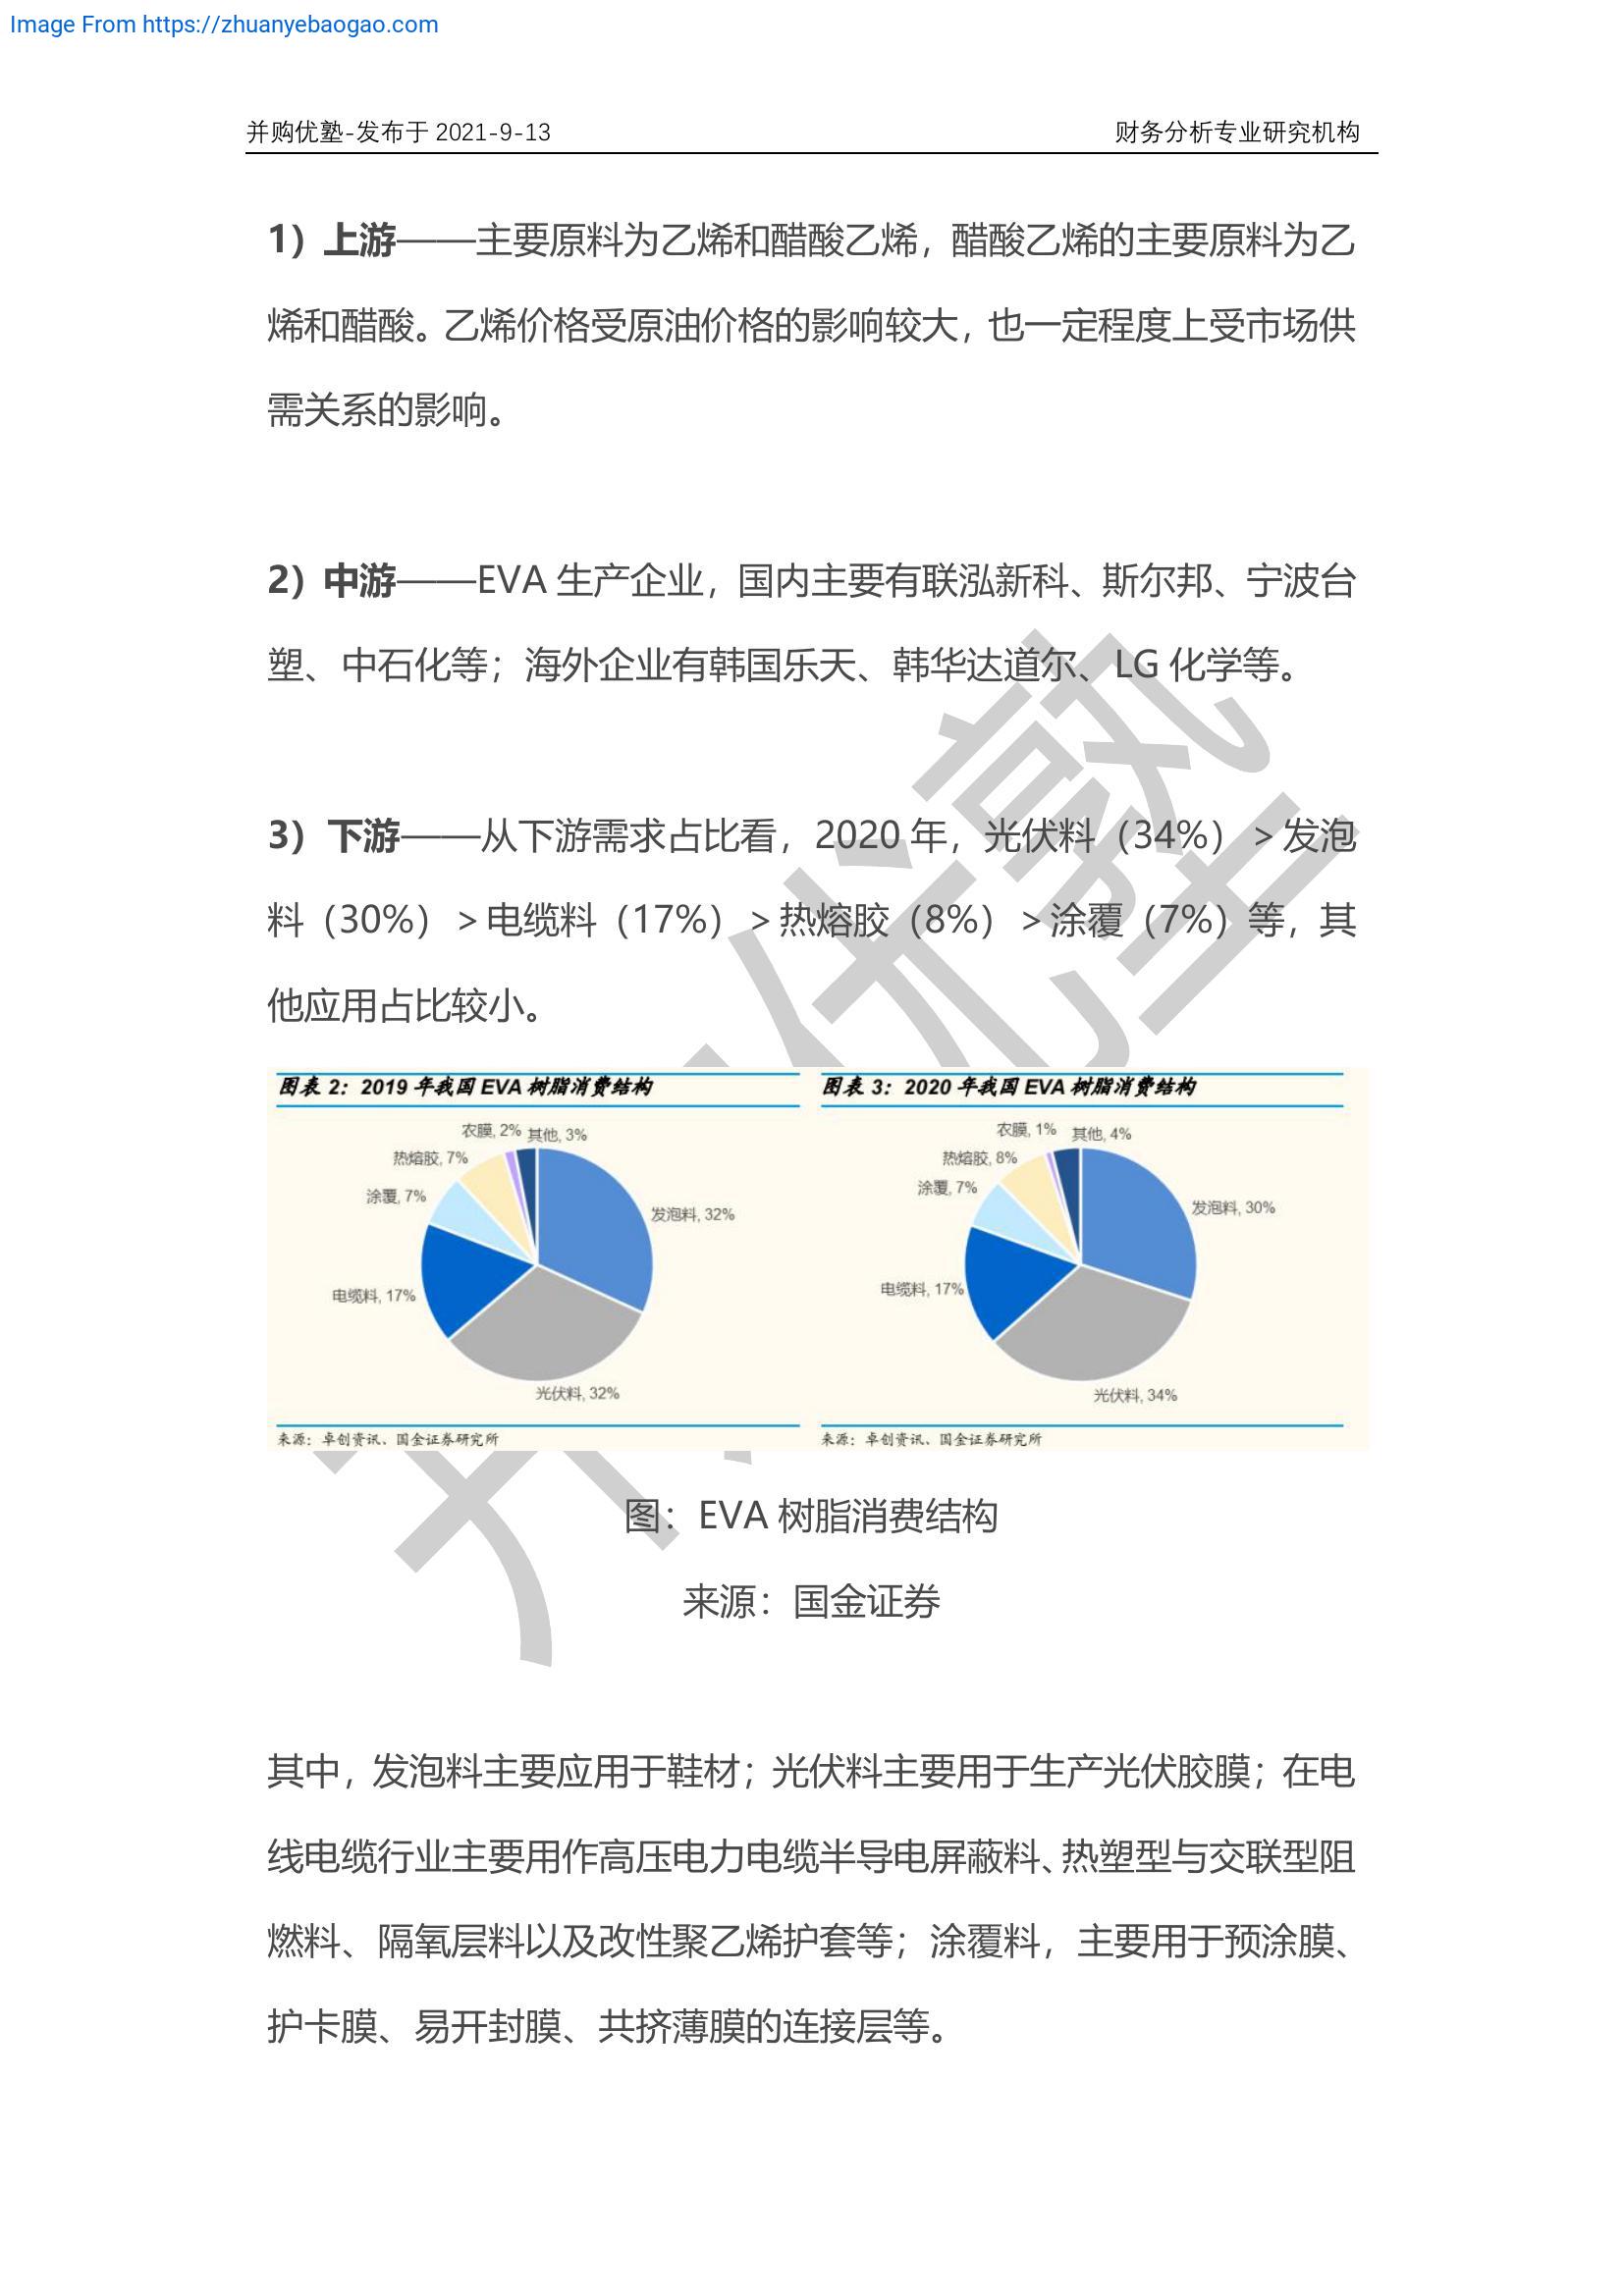 Image From https://zhuanyebaogao.com
并购优塾-发布于 2021-9-13
财务分析专业研究机构
1）上游——主要原料为乙烯和醋酸乙烯，醋酸乙烯的主要原料为乙
烯和醋酸。乙烯价格受原油价格的影响较大，也一定程度上受市场供
需关系的影响。
2）中游——EVA 生产企业，国内主要有联泓新科、斯尔邦、宁波台
塑、中石化等；海外企业有韩国乐天、韩华达道尔、LG 化学等。
3）下游——从下游需求占比看，2020 年，光伏料（34%）＞发泡
料（30%）＞电缆料（17%）＞热熔胶（8%）＞涂覆（7%）等，其
他应用占比较小。
图表 2：2019 年我国 EVA 树脂消费结构
农膜, 2%
其他, 3%
热熔胶, 7%
涂覆, 7%
发泡料, 32%
电缆料, 17%
光伏料, 32%
来源：卓创资讯、国金证券研究所
图表 3：2020 年我国 EVA 树脂消费结构
农膜, 1%
其他, 4%
热熔胶, 8%
涂覆, 7%
发泡料, 30%
电缆料, 17%
光伏料, 34%
来源：卓创资讯、国金证券研究所
图：EVA 树脂消费结构
来源：国金证券
其中，发泡料主要应用于鞋材；光伏料主要用于生产光伏胶膜；在电
线电缆行业主要用作高压电力电缆半导电屏蔽料、热塑型与交联型阻
燃料、隔氧层料以及改性聚乙烯护套等；涂覆料，主要用于预涂膜、
护卡膜、易开封膜、共挤薄膜的连接层等。
优塾